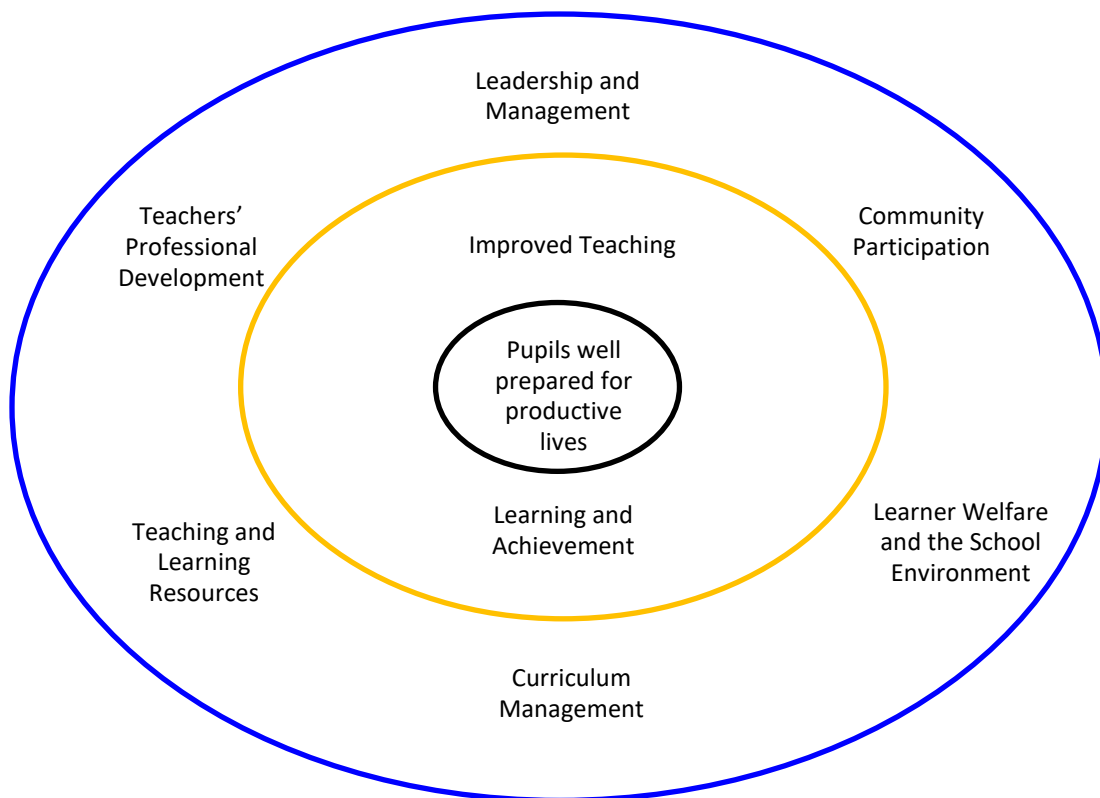 Leadership and
Management
Teachers’
Professional
Development
Community
Participation
Improved Teaching
Pupils well
prepared for
productive
lives
Teaching and
Learning
Resources
Learning and
Achievement
Learner Welfare
and the School
Environment
Curriculum
Management